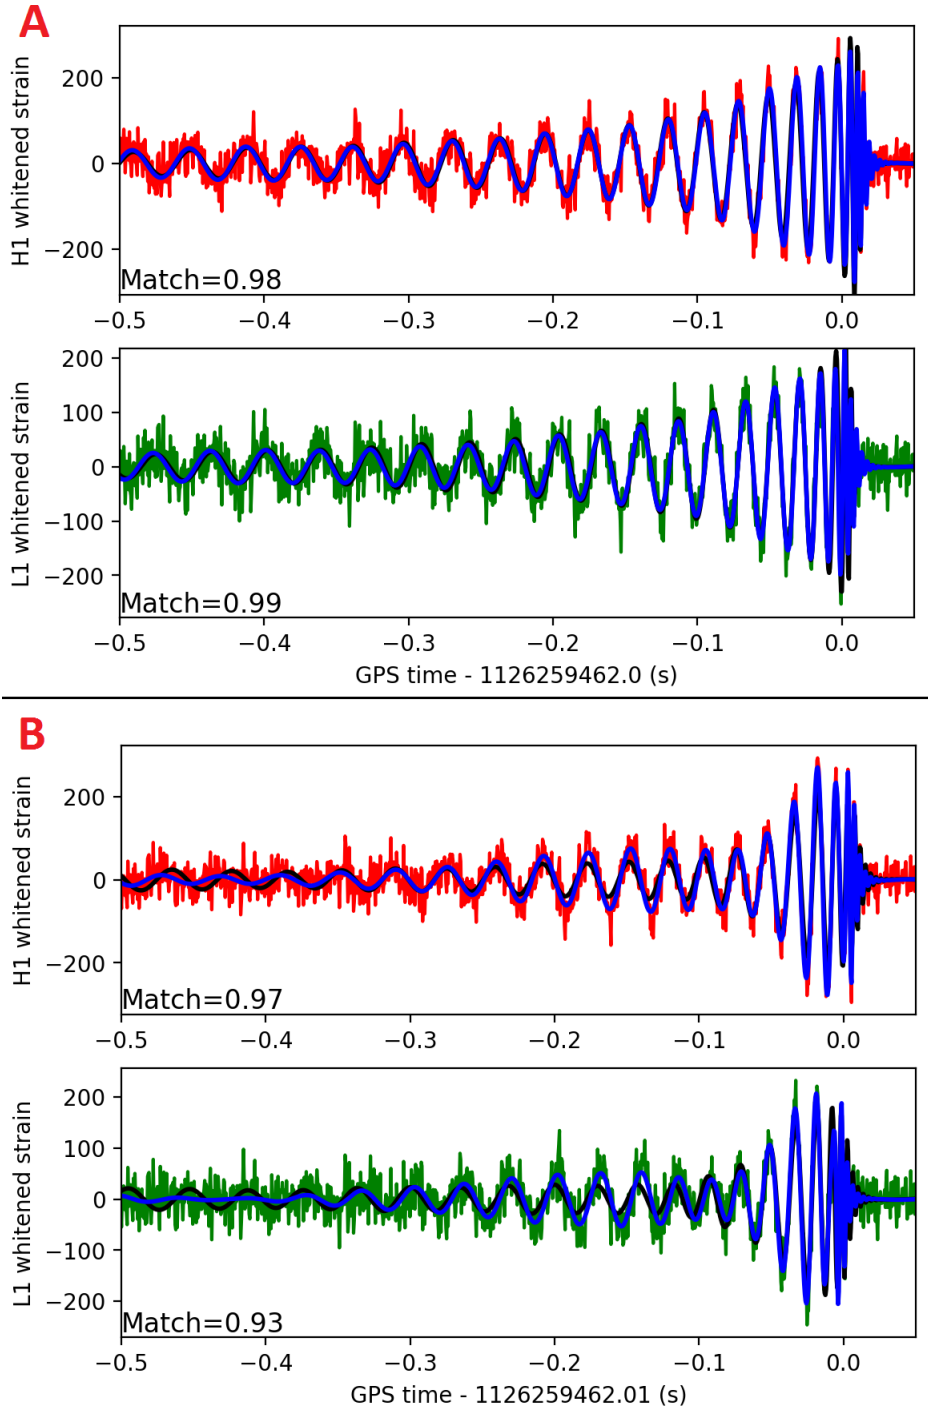 A
H1 whitened strain
200
0
−200
Match=0.98
−0.5 −0.4 −0.3 −0.2 −0.1 0.0
L1 whitened strain
200
100
0
−100
−200
Match=0.99
−0.5 −0.4 −0.3 −0.2 −0.1 0.0
GPS time - 1126259462.0 (s)
B
H1 whitened strain
200
0
−200
Match=0.97
−0.5 −0.4 −0.3 −0.2 −0.1 0.0
L1 whitened strain
200
100
0
−100
−200
Match=0.93
−0.5 −0.4 −0.3 −0.2 −0.1 0.0
GPS time - 1126259462.01 (s)